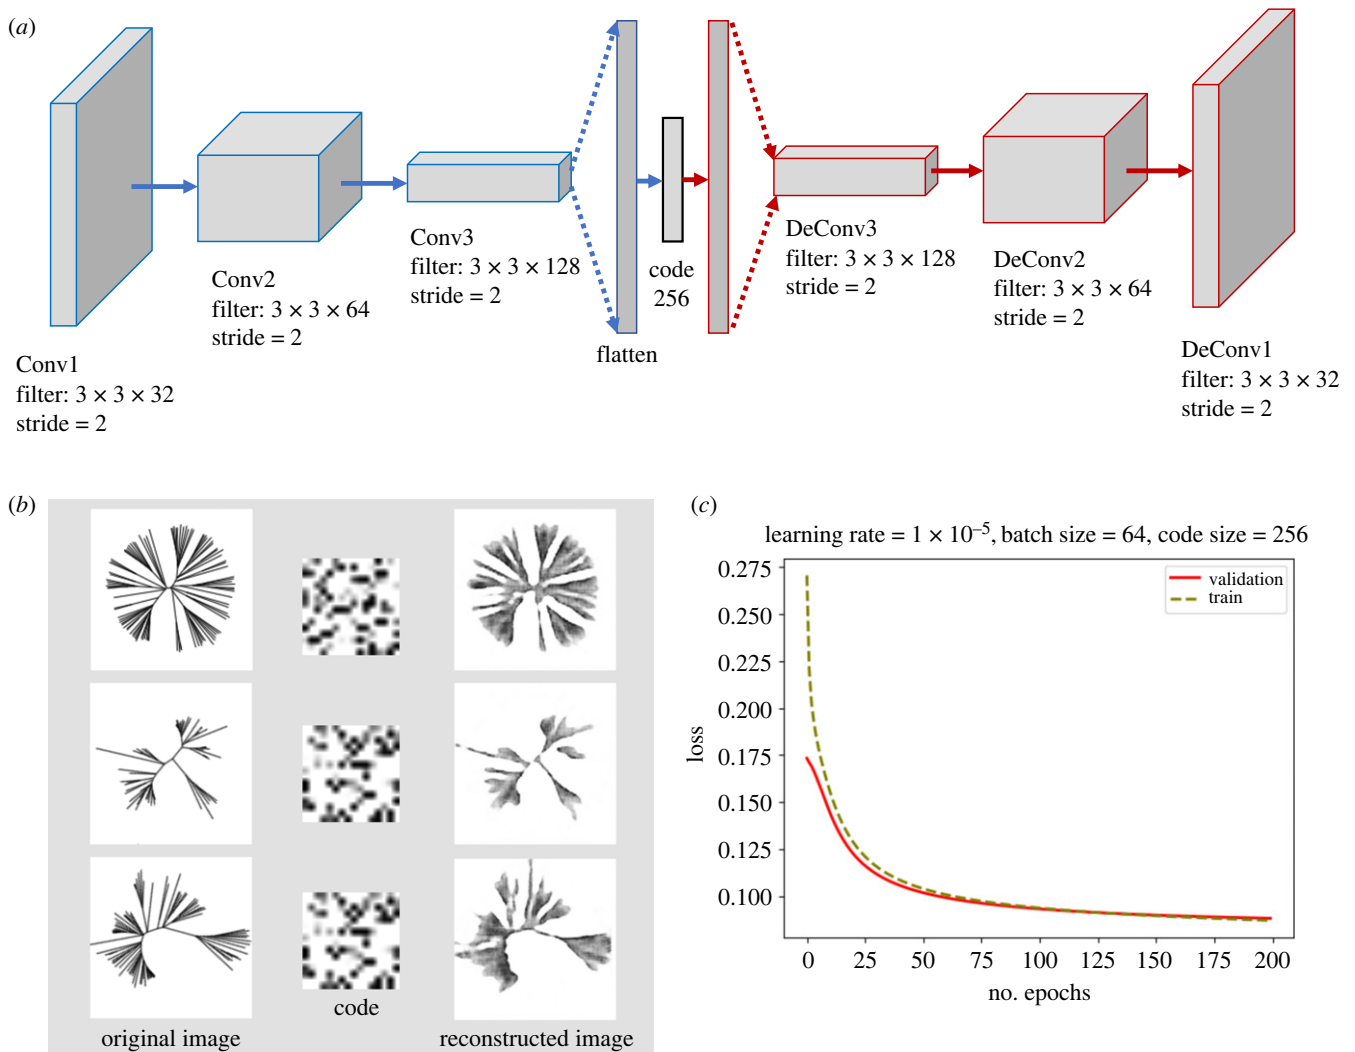 (a)
Conv1
filter: 3 × 3 × 32
stride = 2
Conv2
filter: 3 × 3 × 64
stride = 2
Conv3
filter: 3 × 3 × 128
stride = 2
flatten
code
256
DeConv3
filter: 3 × 3 × 128
stride = 2
DeConv2
filter: 3 × 3 × 64
stride = 2
DeConv1
filter: 3 × 3 × 32
stride = 2
(b)
code
original image
reconstructed image
(c)
learning rate = 1 × 10⁻⁵, batch size = 64, code size = 256
validation
train
loss
0.275
0.250
0.225
0.200
0.175
0.150
0.125
0.100
0 25 50 75 100 125 150 175 200
no. epochs